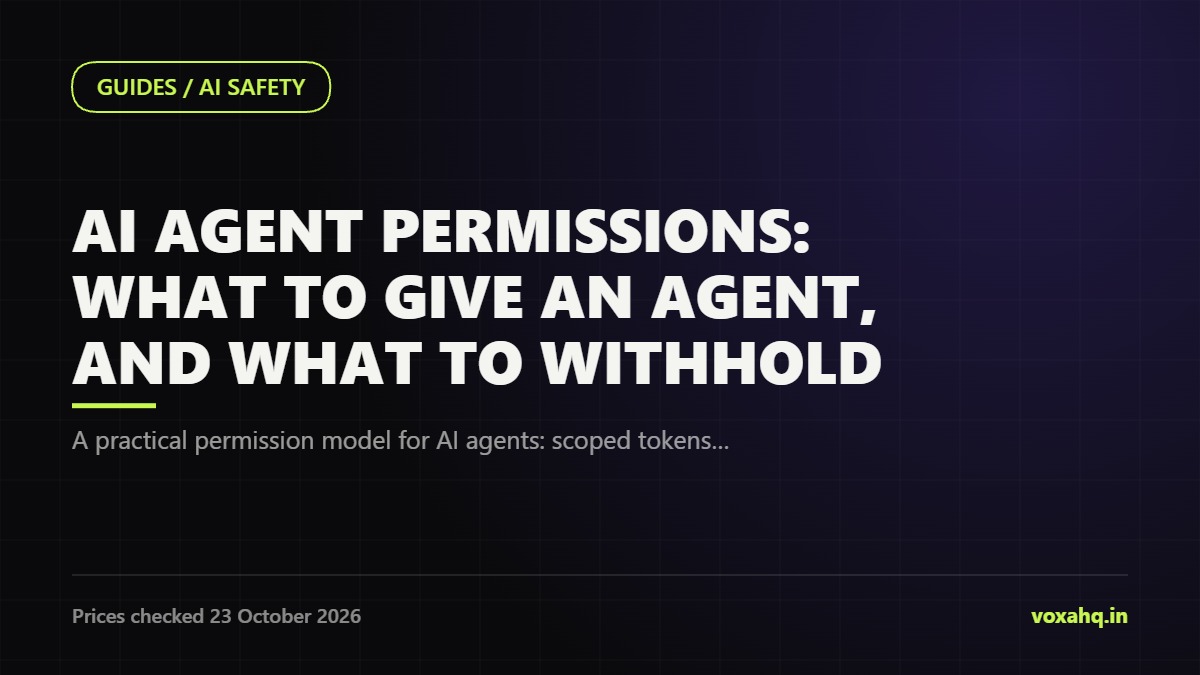 GUIDES / AI SAFETY
AI AGENT PERMISSIONS:
WHAT TO GIVE AN AGENT,
AND WHAT TO WITHHOLD
A practical permission model for AI agents: scoped tokens...
Prices checked 23 October 2026
voxahq.in